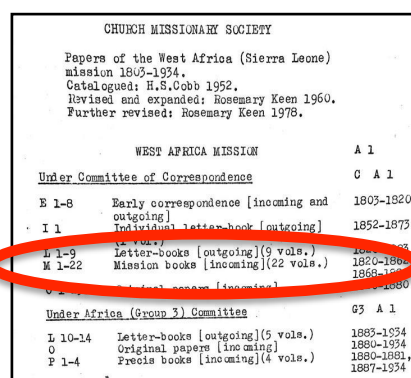 CHURCH MISSIONARY SOCIETY
Papers of the West Africa (Sierra Leone)
mission 1803-1934.
Catalogued: H.S.Cobb 1952.
Revised and expanded: Rosemary Keen 1960.
Further revised: Rosemary Keen 1978.
WEST AFRICA MISSION A 1
Under Committee of Correspondence C A 1
E 1-8 Early correspondence [incoming and 1803-1820
outgoing]
I 1 Individual letter-book [outgoing] 1852-1873
(1 vol.)
L 1-9 Letter-books [outgoing](9 vols.)
M 1-22 Mission books [incoming](22 vols.)
Original papers [incoming]
Under Africa (Group 3) Committee G3 A 1
L 10-14 Letter-books [outgoing](5 vols.) 1883-1934
O Original papers [incoming] 1880-1934
P 1-4 Precis books [incoming](4 vols.) 1880-1881,
1887-1934